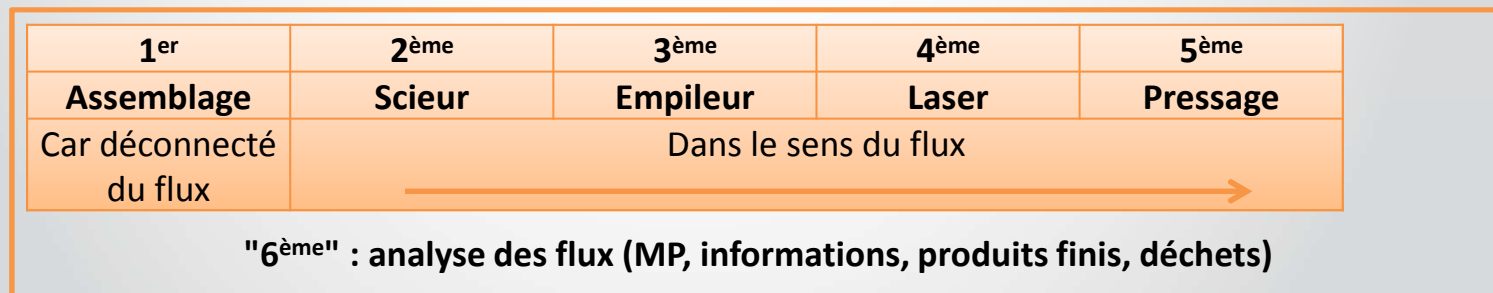 1er 2ème 3ème 4ème 5ème
Assemblage Scieur Empileur Laser Pressage
Car déconnecté Dans le sens du flux
du flux
"6ème" : analyse des flux (MP, informations, produits finis, déchets)